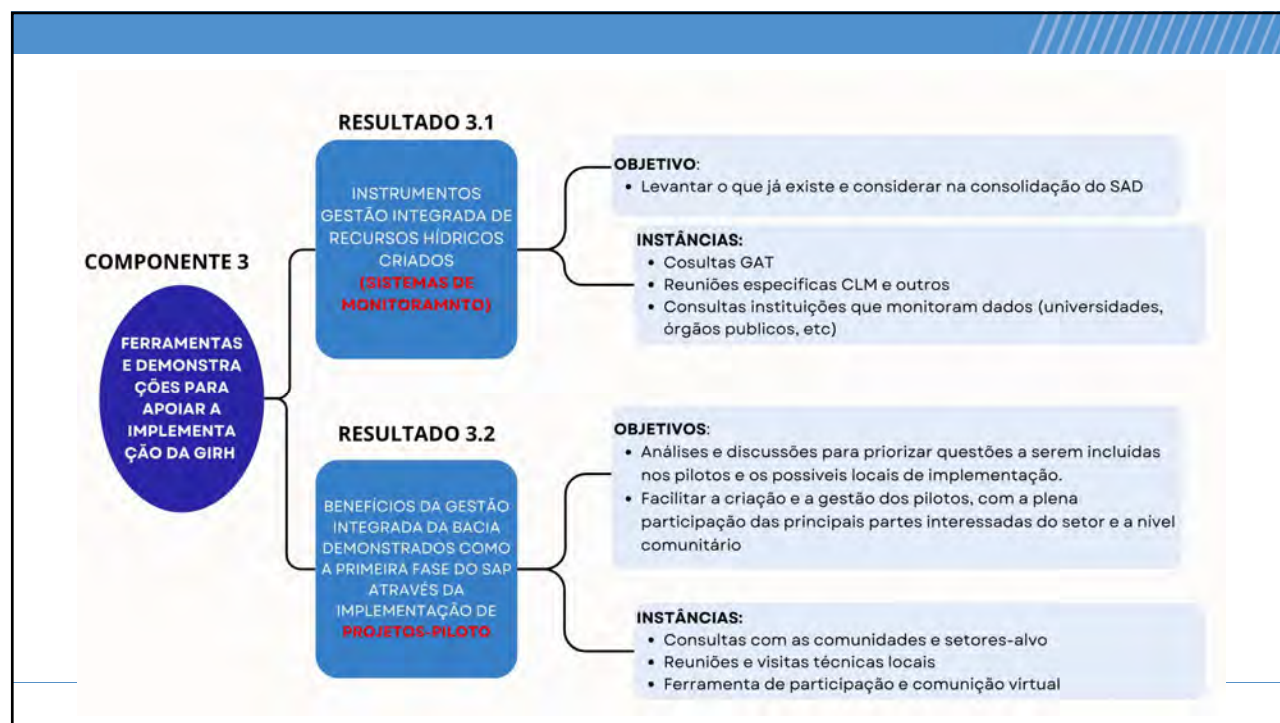 COMPONENTE 3
FERRAMENTAS
E DEMONSTRA
ÇÕES PARA
APOIAR A
IMPLEMENTA
ÇÃO DA GIRH
RESULTADO 3.1
INSTRUMENTOS
GESTÃO INTEGRADA DE
RECURSOS HÍDRICOS
CRIADOS
(SISTEMAS DE
MONITORAMNTO)
OBJETIVO:
• Levantar o que já existe e considerar na consolidação do SAD
INSTÂNCIAS:
• Cosultas GAT
• Reuniões especificas CLM e outros
• Consultas instituições que monitoram dados (universidades,
órgãos publicos, etc)
RESULTADO 3.2
BENEFÍCIOS DA GESTÃO
INTEGRADA DA BACIA
DEMONSTRADOS COMO
A PRIMEIRA FASE DO SAP
ATRAVÉS DA
IMPLEMENTAÇÃO DE
PROJETOS-PILOTO
OBJETIVOS:
• Análises e discussões para priorizar questões a serem incluídas
nos pilotos e os possiveis locais de implementação.
• Facilitar a criação e a gestão dos pilotos, com a plena
participação das principais partes interessadas do setor e a nivel
comunitário
INSTÂNCIAS:
• Consultas com as comunidades e setores-alvo
• Reuniões e visitas técnicas locais
• Ferramenta de participação e comunição virtual